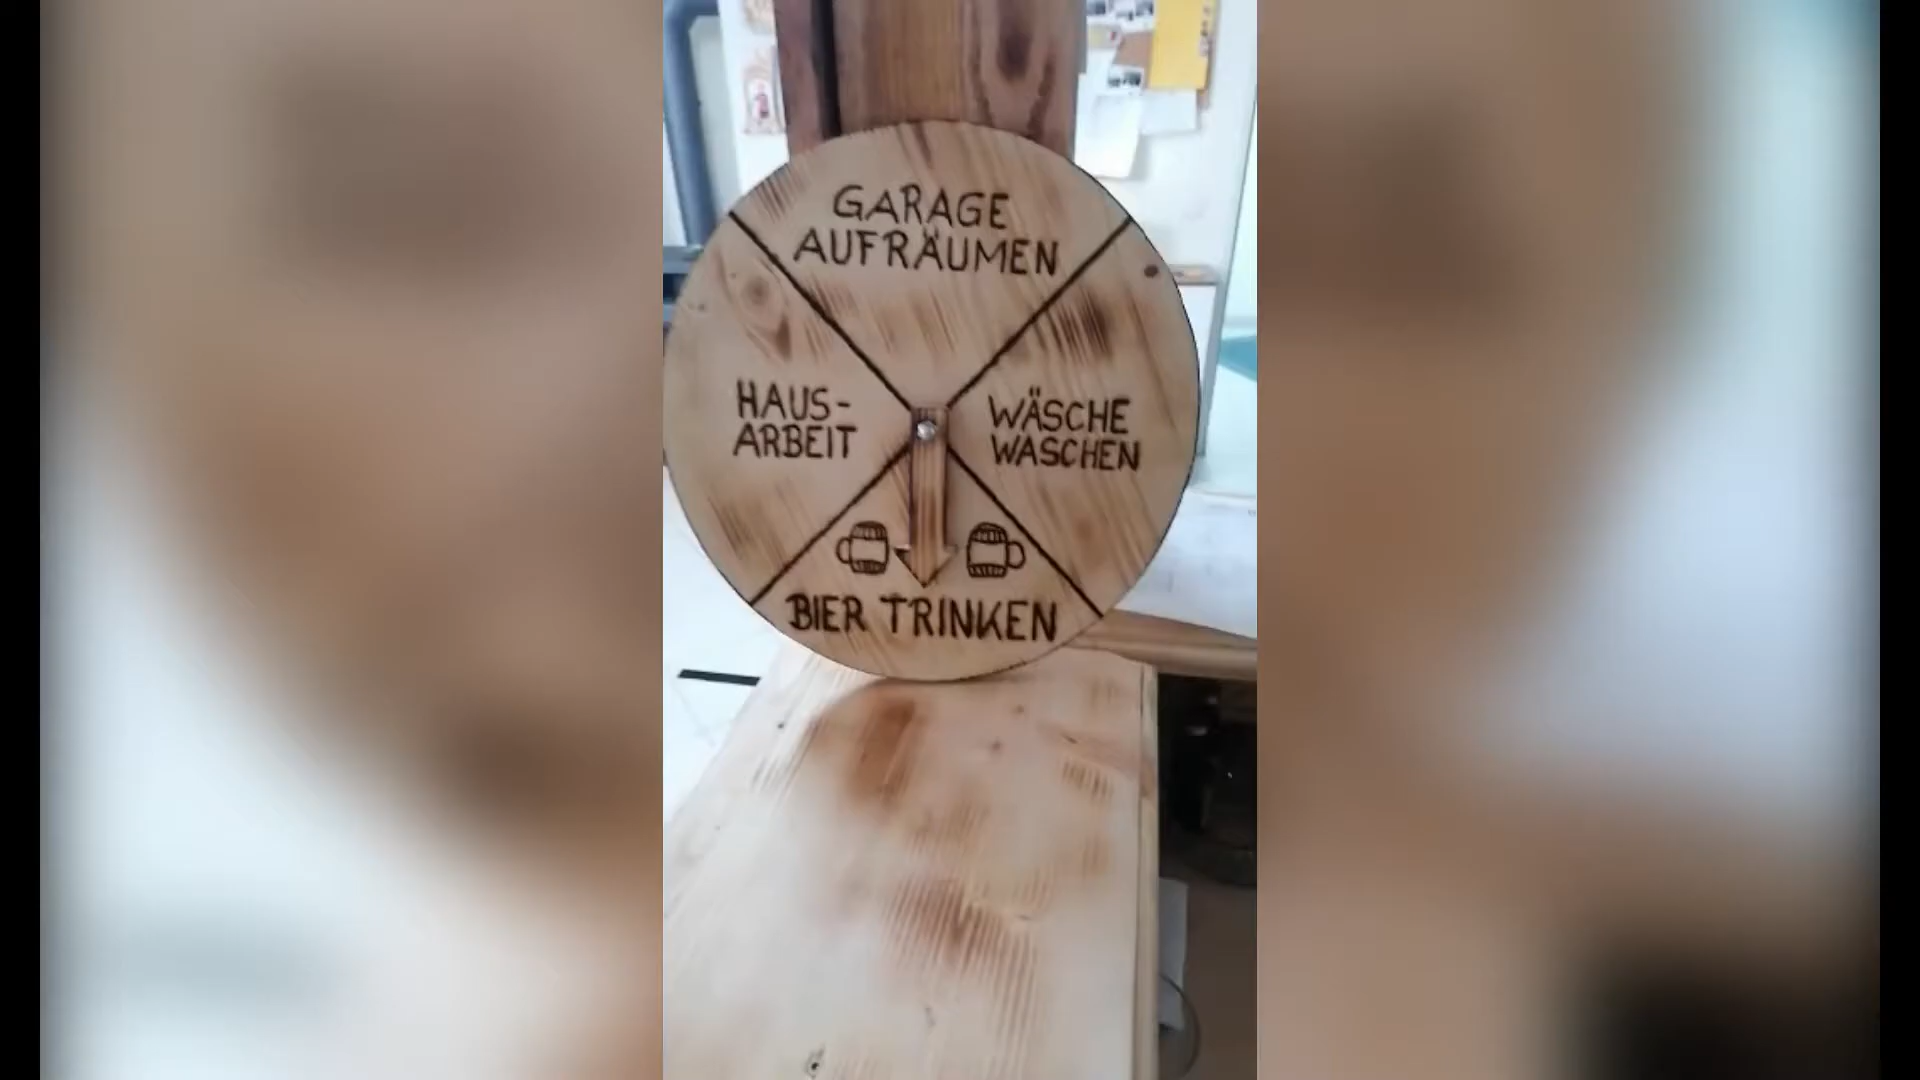 GARAGE
AUFRÄUMEN
HAUS-
ARBEIT
WÄSCHE
WASCHEN
BIER TRINKEN